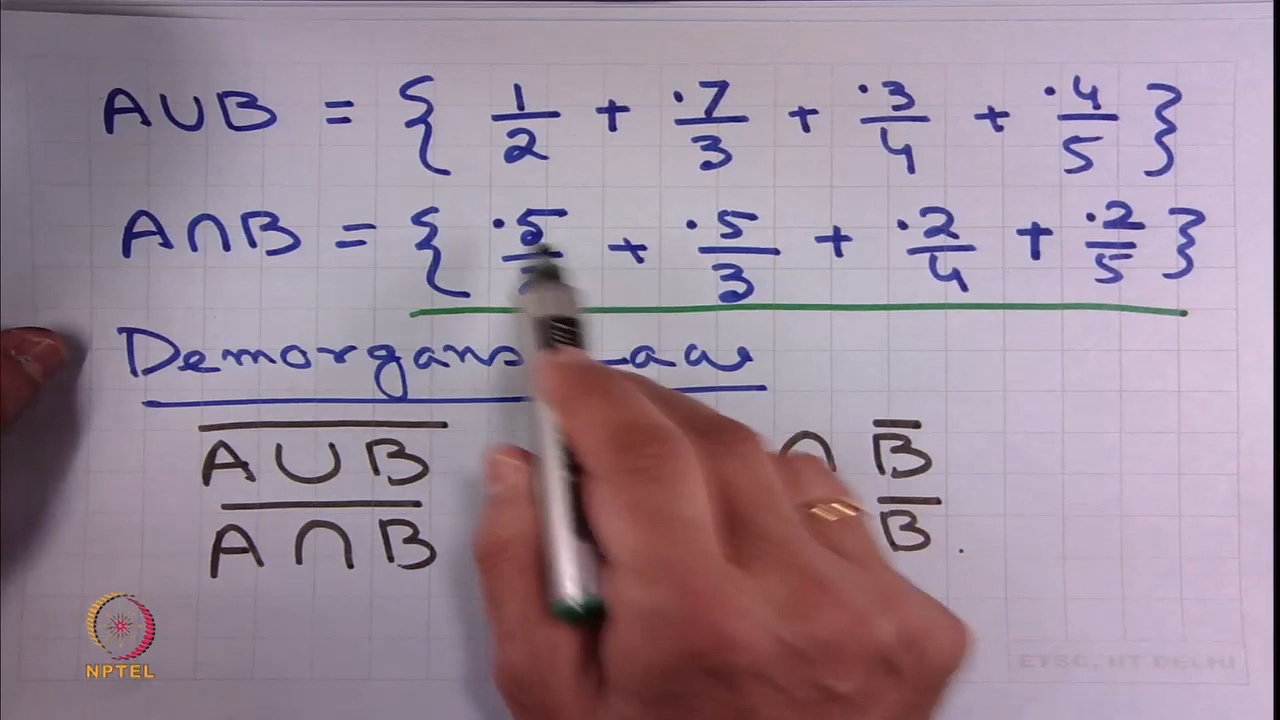 A∪B = { 1/2 + .7/3 + .3/4 + .4/5 }
A∩B = { .5/ + .5/3 + .2/4 + .2/5 }
Demorgans
A̅∪̅B̅ ∩ B̅
A̅∩̅B̅ B̅ .
NPTEL
ETSC, IIT DELHI